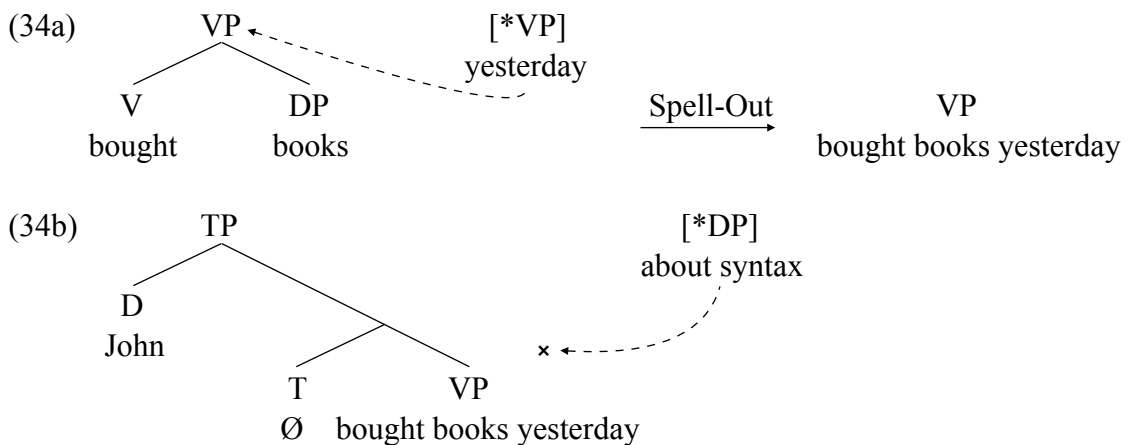 (34a) VP [*VP]
yesterday
V DP Spell-Out VP
bought books bought books yesterday
(34b) TP [*DP]
about syntax
D
John ×
T VP
Ø bought books yesterday